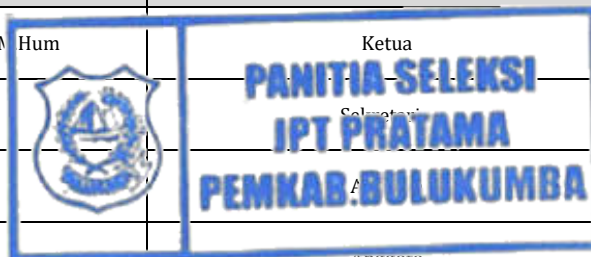 M.Hum Ketua
PANITIA SELEKSI
Sekretaris
JPT PRATAMA
PEMKAB.BULUKUMBA